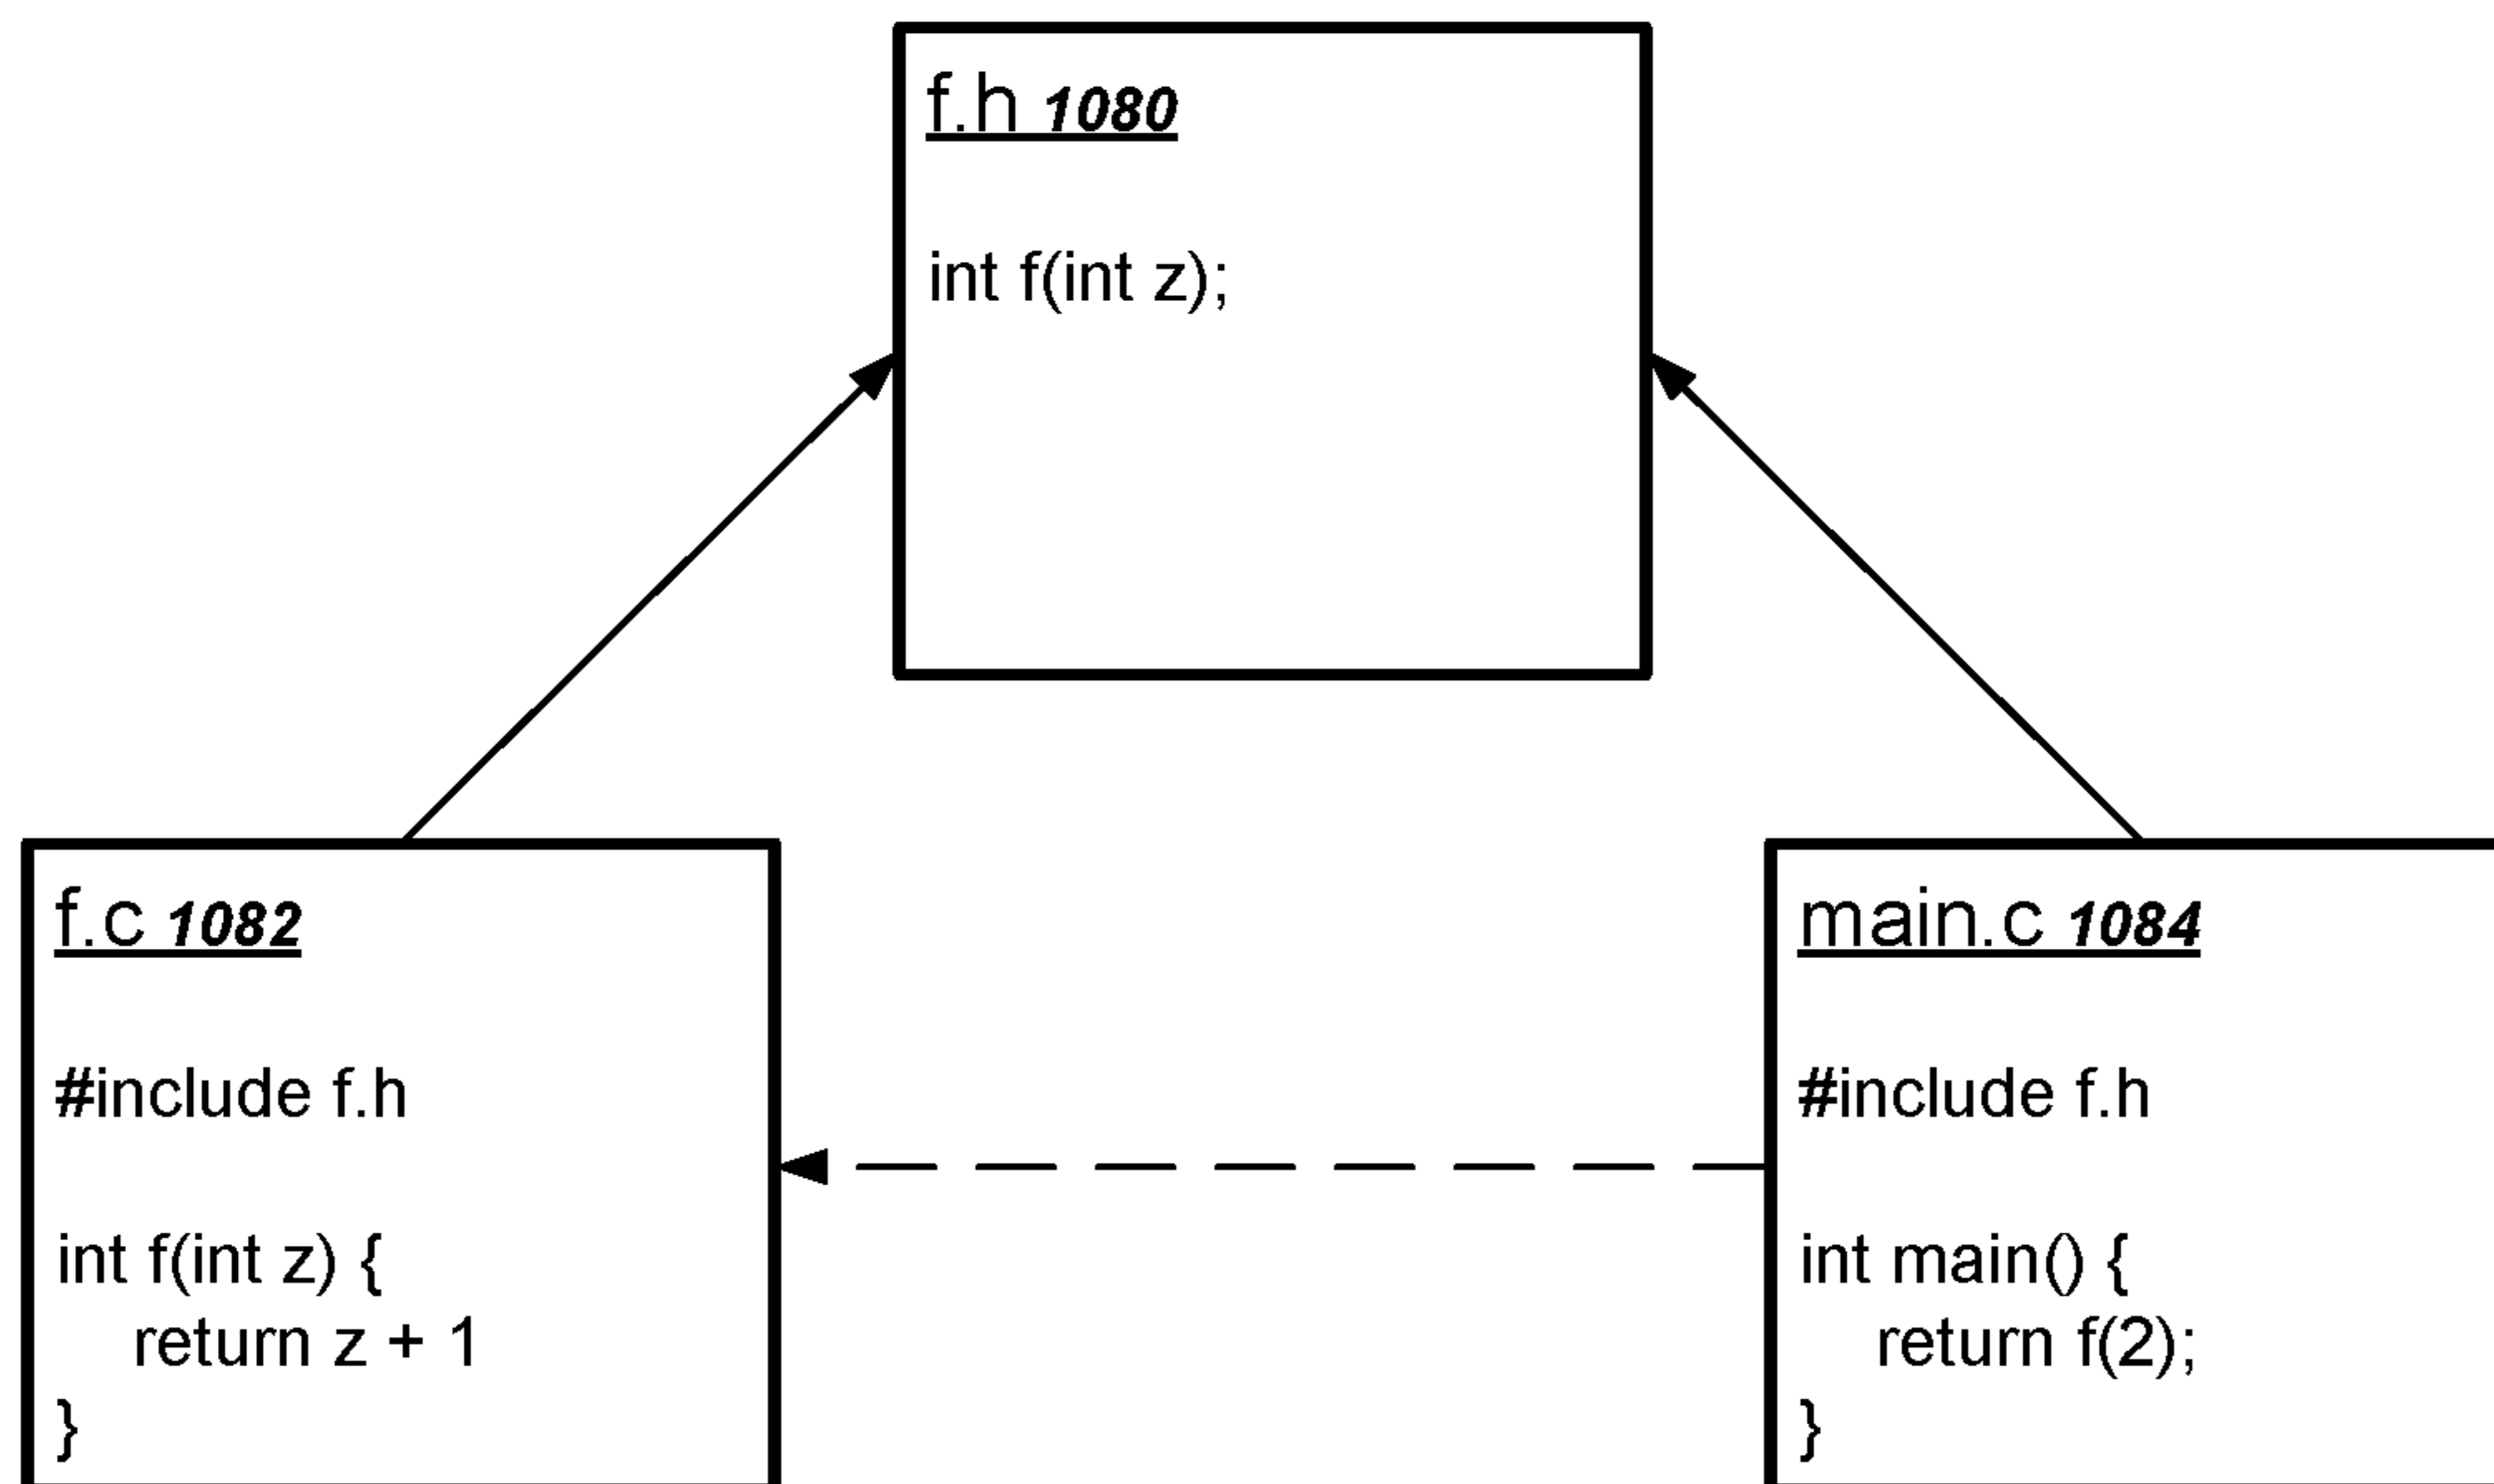 f.h 1080
int f(int z);
f.c 1082
#include f.h
int f(int z) {
return z + 1
}
main.c 1084
#include f.h
int main() {
return f(2);
}